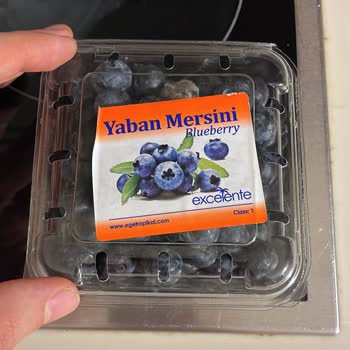 Yaban Mersini
Blueberry
excelente
www.egetropikal.com
Class: 1